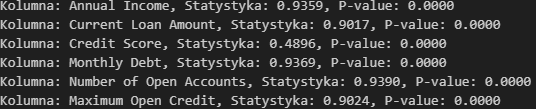 Kolumna: Annual Income, Statystyka: 0.9359, P-value: 0.0000
Kolumna: Current Loan Amount, Statystyka: 0.9017, P-value: 0.0000
Kolumna: Credit Score, Statystyka: 0.4896, P-value: 0.0000
Kolumna: Monthly Debt, Statystyka: 0.9369, P-value: 0.0000
Kolumna: Number of Open Accounts, Statystyka: 0.9390, P-value: 0.0000
Kolumna: Maximum Open Credit, Statystyka: 0.9024, P-value: 0.0000